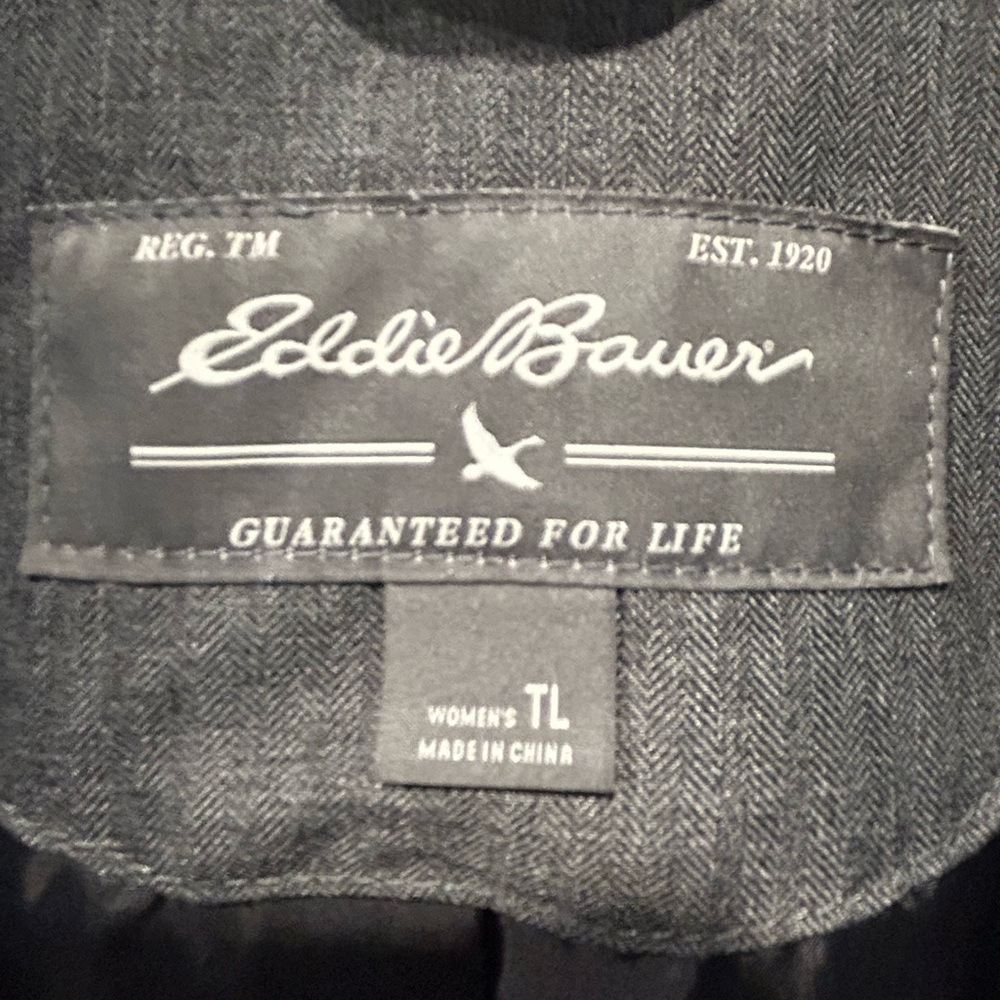 REG. TM EST. 1920
Eddie Bauer
GUARANTEED FOR LIFE
WOMEN'S TL
MADE IN CHINA